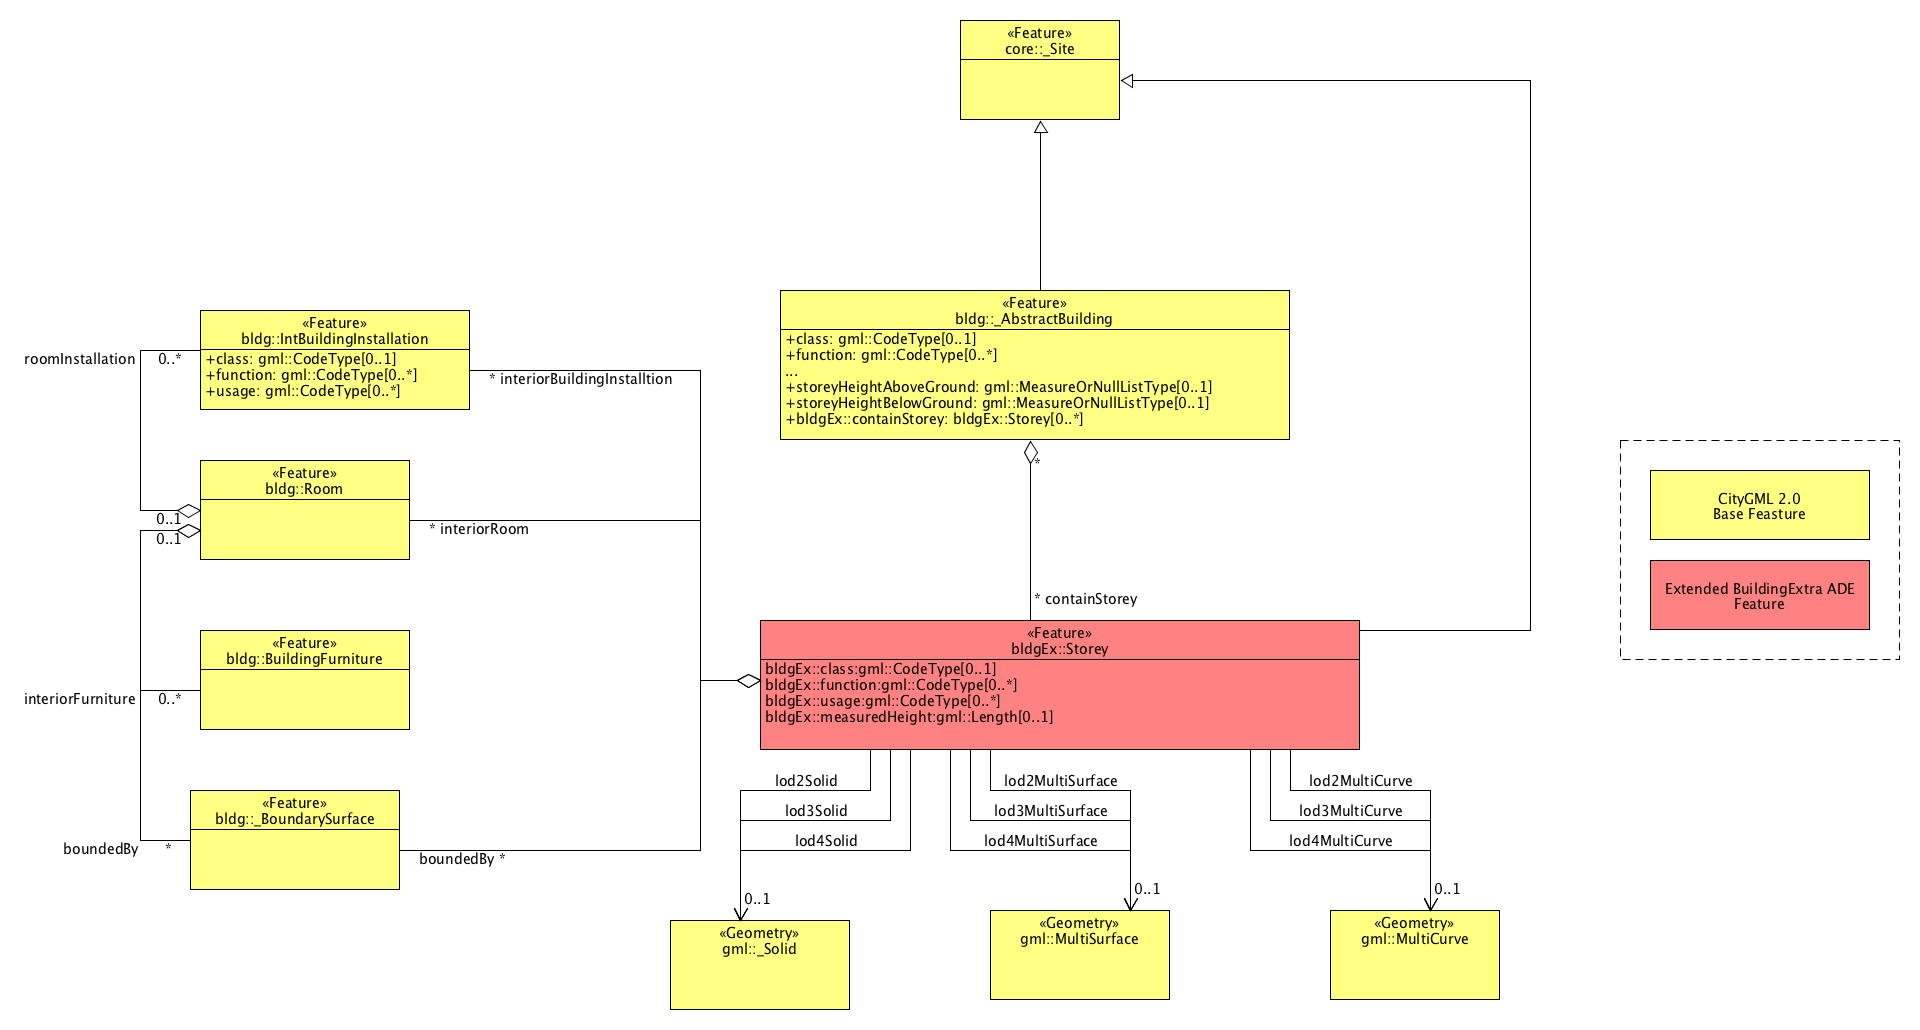 «Feature»
core::_Site
«Feature»
bldg::_AbstractBuilding
+class: gml::CodeType[0..1]
+function: gml::CodeType[0..*]
...
+storeyHeightAboveGround: gml::MeasureOrNullListType[0..1]
+storeyHeightBelowGround: gml::MeasureOrNullListType[0..1]
+bldgEx::containStorey: bldgEx::Storey[0..*]
*
* containStorey
«Feature»
bldg::IntBuildingInstallation
+class: gml::CodeType[0..1]
+function: gml::CodeType[0..*]
+usage: gml::CodeType[0..*]
roomInstallation
0..*
* interiorBuildingInstalltion
«Feature»
bldg::Room
0..1
0..1
* interiorRoom
«Feature»
bldg::BuildingFurniture
interiorFurniture
0..*
«Feature»
bldg::_BoundarySurface
boundedBy
*
boundedBy *
«Feature»
bldgEx::Storey
bldgEx::class:gml::CodeType[0..1]
bldgEx::function:gml::CodeType[0..*]
bldgEx::usage:gml::CodeType[0..*]
bldgEx::measuredHeight:gml::Length[0..1]
lod2Solid
lod3Solid
lod4Solid
0..1
«Geometry»
gml::_Solid
lod2MultiSurface
lod3MultiSurface
lod4MultiSurface
0..1
«Geometry»
gml::MultiSurface
lod2MultiCurve
lod3MultiCurve
lod4MultiCurve
0..1
«Geometry»
gml::MultiCurve
CityGML 2.0
Base Feasture
Extended BuildingExtra ADE
Feature